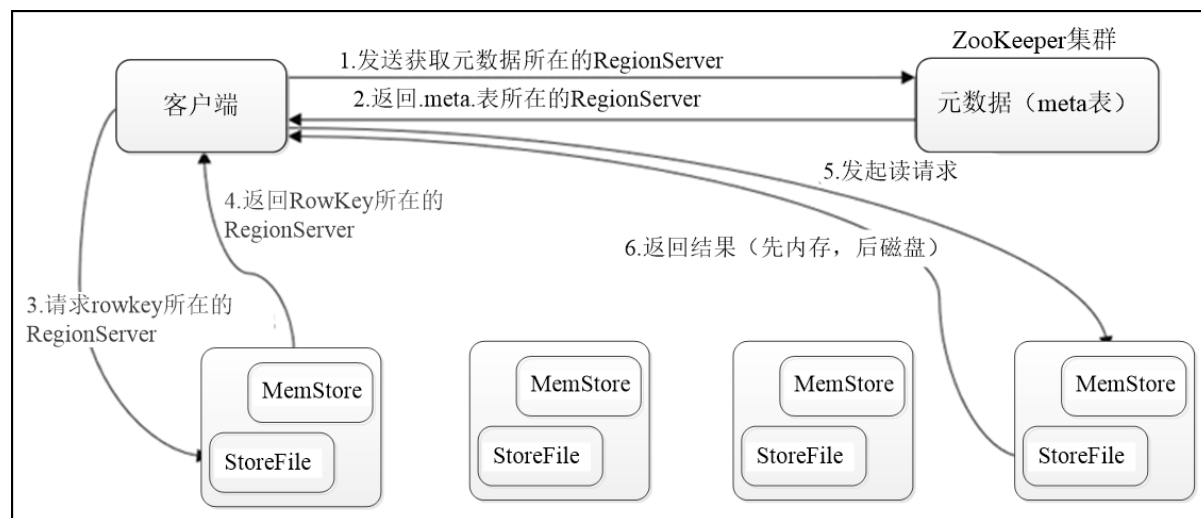 ZooKeeper集群
1.发送获取元数据所在的RegionServer
客户端
2.返回.meta.表所在的RegionServer
元数据（meta表）
5.发起读请求
4.返回RowKey所在的
RegionServer
6.返回结果（先内存，后磁盘）
3.请求rowkey所在的
RegionServer
MemStore
StoreFile
MemStore
StoreFile
MemStore
StoreFile
MemStore
StoreFile